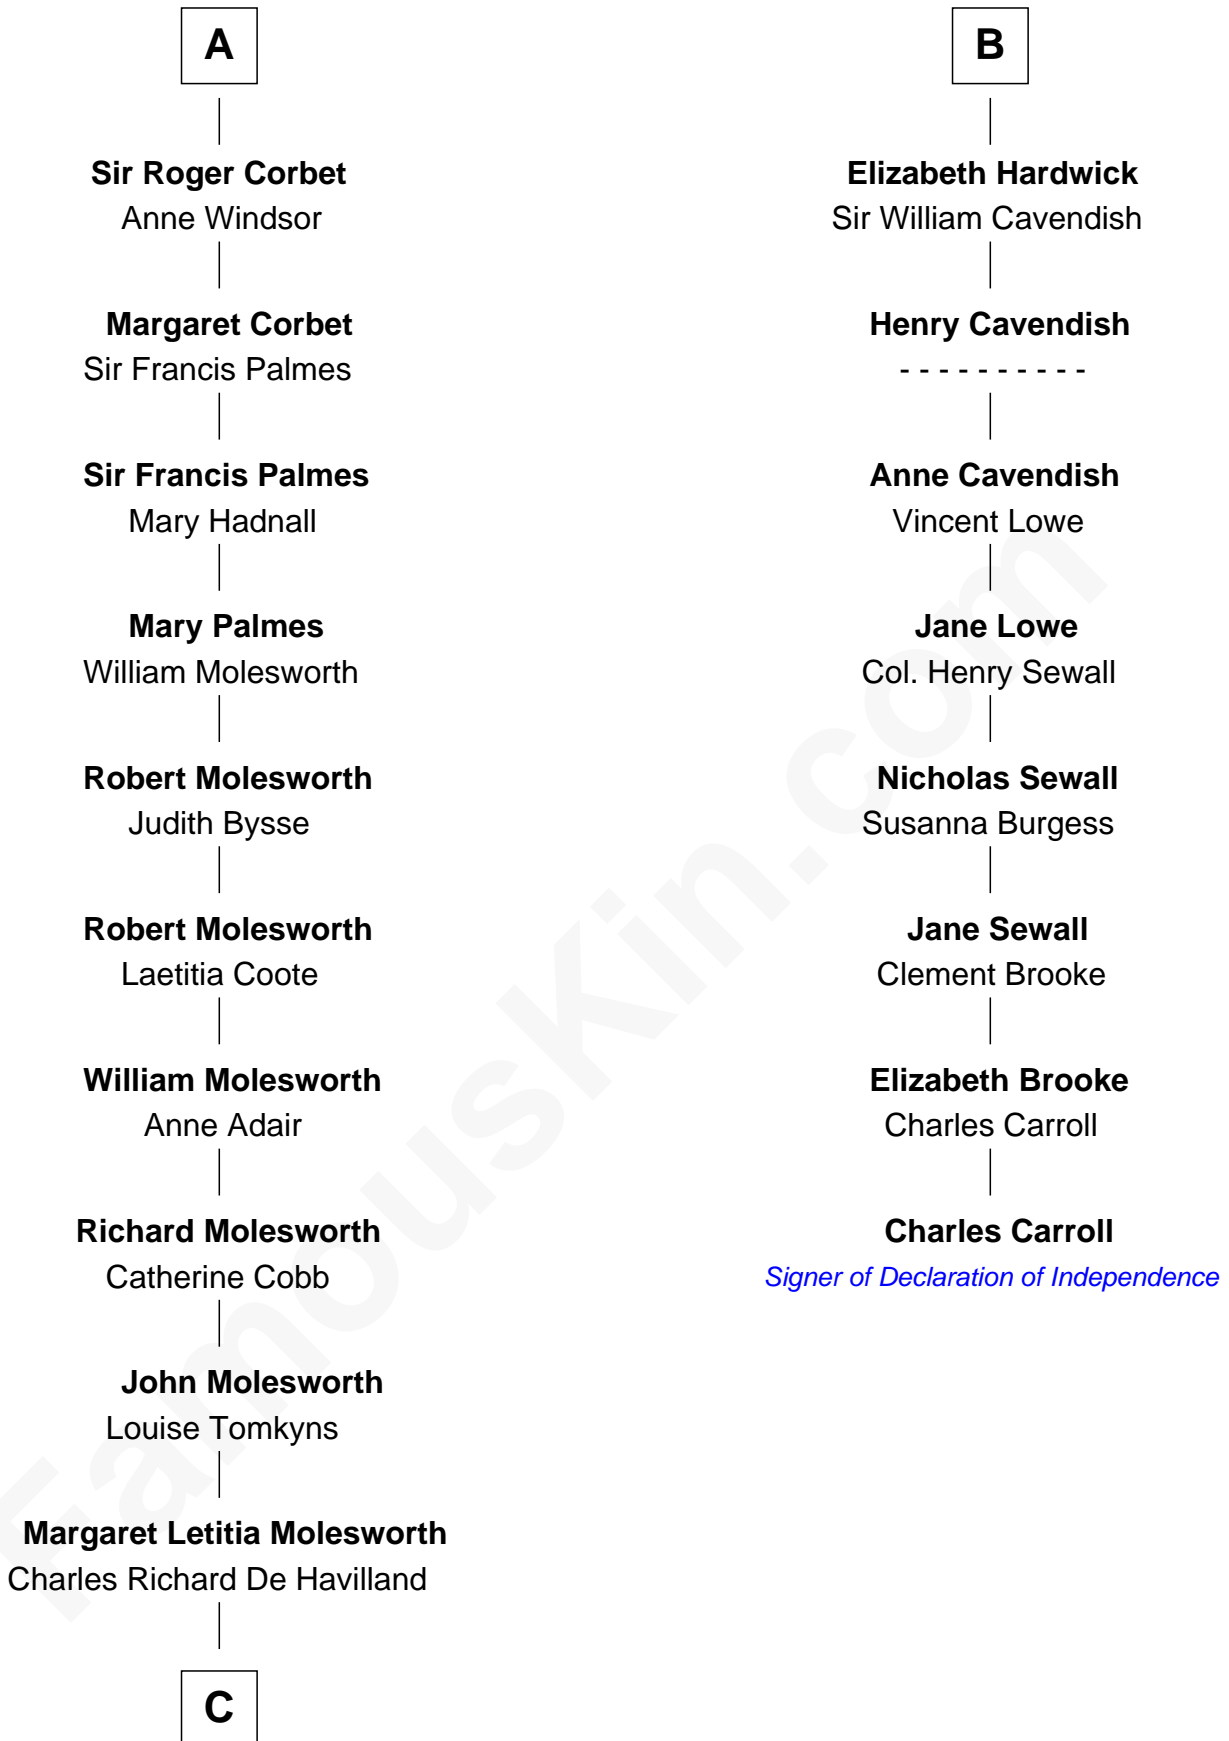 A
Sir Roger Corbet
Anne Windsor
Margaret Corbet
Sir Francis Palmes
Sir Francis Palmes
Mary Hadnall
Mary Palmes
William Molesworth
Robert Molesworth
Judith Bysse
Robert Molesworth
Laetitia Coote
William Molesworth
Anne Adair
Richard Molesworth
Catherine Cobb
John Molesworth
Louise Tomkyns
Margaret Letitia Molesworth
Charles Richard De Havilland
C
B
Elizabeth Hardwick
Sir William Cavendish
Henry Cavendish
- - - - - - - - - -
Anne Cavendish
Vincent Lowe
Jane Lowe
Col. Henry Sewall
Nicholas Sewall
Susanna Burgess
Jane Sewall
Clement Brooke
Elizabeth Brooke
Charles Carroll
Charles Carroll
Signer of Declaration of Independence
FamousKin.com